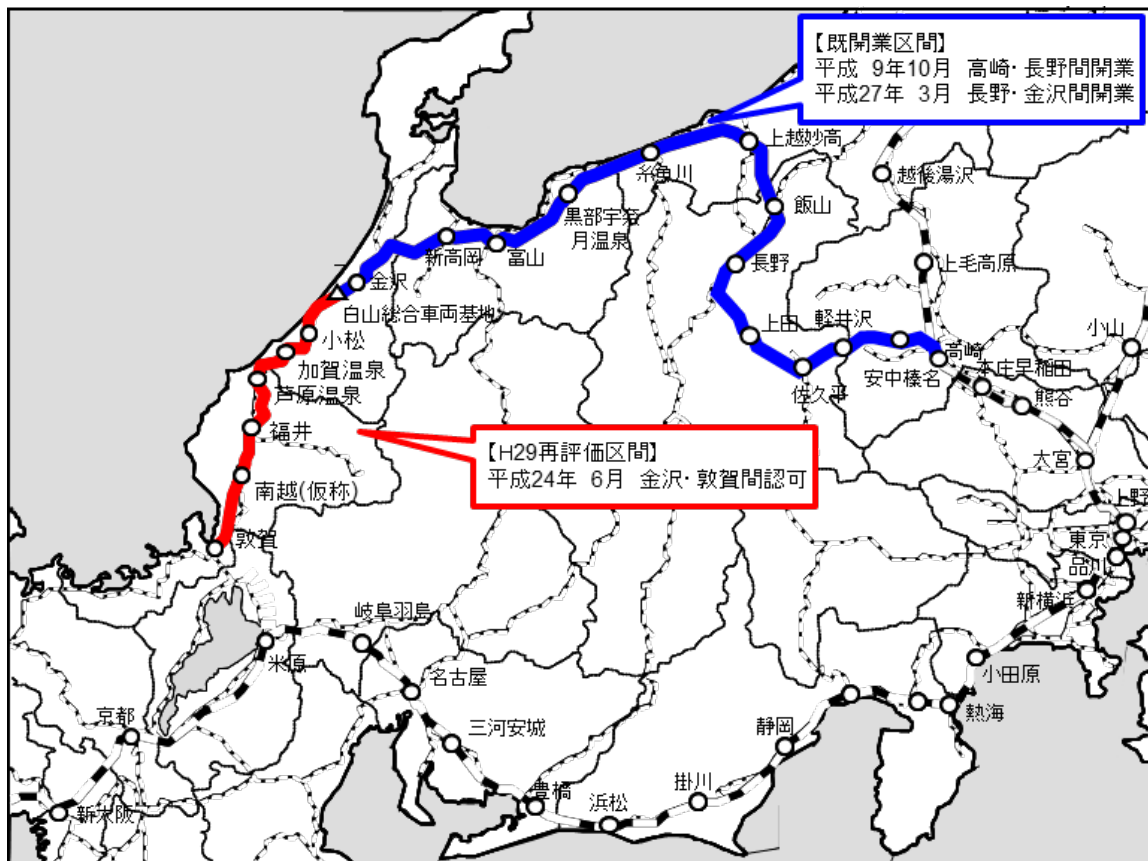 【既開業区間】
平成 9年10月 高崎・長野間開業
平成27年 3月 長野・金沢間開業
上越妙高
糸魚川
越後湯沢
飯山
黒部宇奈
月温泉
新高岡
富山
長野
上毛高原
金沢
白山総合車両基地
小松
上田
軽井沢
小山
加賀温泉
高崎
安中榛名
佐久平
本庄早稲田
芦原温泉
熊谷
福井
【H29再評価区間】
平成24年 6月 金沢・敦賀間認可
大宮
南越(仮称)
上野
敦賀
東京
品川
新横浜
岐阜羽島
米原
小田原
名古屋
熱海
京都
三河安城
静岡
掛川
豊橋
浜松
新大阪